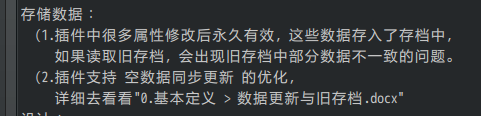 存储数据：
（1.插件中很多属性修改后永久有效，这些数据存入了存档中，
如果读取旧存档，会出现旧存档中部分数据不一致的问题。
（2.插件支持 空数据同步更新 的优化，
详细去看看"0.基本定义 > 数据更新与旧存档.docx"